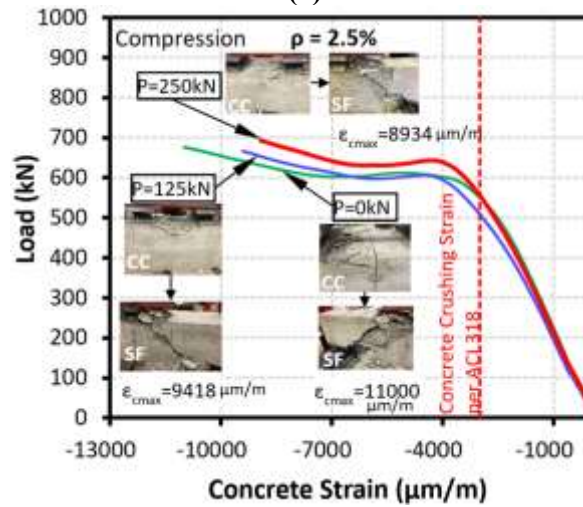 1000
900
800
700
600
500
400
300
200
100
0
Load (kN)
Compression ρ = 2.5%
P=250kN
CC
SF
εcmax=8934 μm/m
P=125kN
P=0kN
CC
CC
SF
SF
εcmax=9418 μm/m
εcmax=11000
μm/m
Concrete Crushing Strain
per ACI 318
-13000 -10000 -7000 -4000 -1000
Concrete Strain (μm/m)